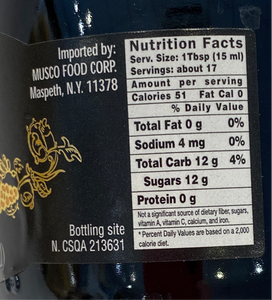 Imported by:
MUSCO FOOD CORP.
Maspeth, N.Y. 11378
Bottling site
N. CSQA 213631
Nutrition Facts
Serv. Size: 1Tbsp (15 ml)
Servings: about 17
Amount per serving
Calories 51 Fat Cal 0
% Daily Value
Total Fat 0 g 0%
Sodium 4 mg 0%
Total Carb 12 g 4%
Sugars 12 g
Protein 0 g
Not a significant source of dietary fiber, sugars,
vitamin A, vitamin C, calcium, and iron.
* Percent Daily Values are based on a 2,000
calorie diet.